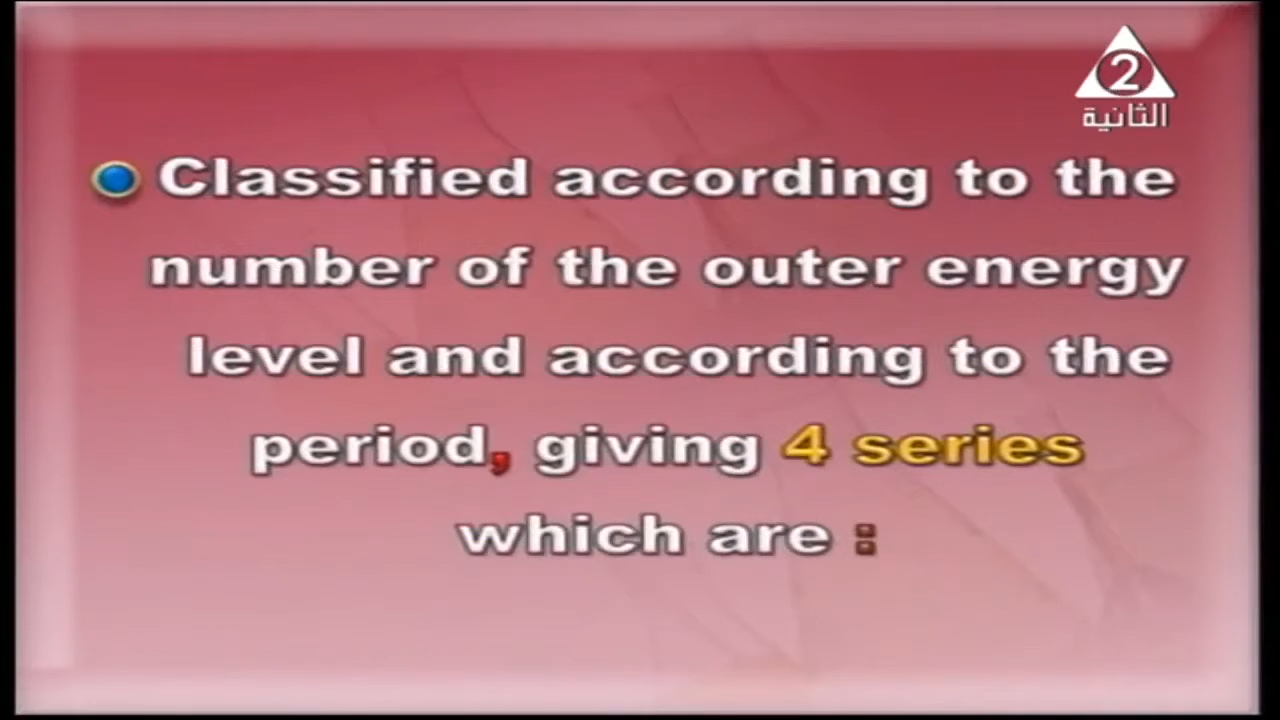 2
الثانية
Classified according to the
number of the outer energy
level and according to the
period, giving 4 series
which are :